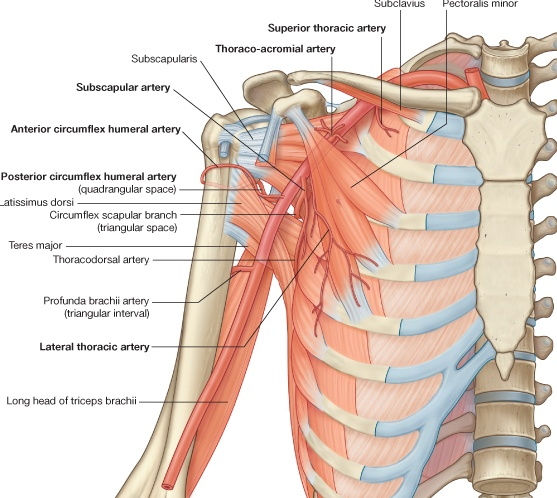 Subclavius
Pectoralis minor
Superior thoracic artery
Thoraco-acromial artery
Subscapularis
Subscapular artery
Anterior circumflex humeral artery
Posterior circumflex humeral artery
(quadrangular space)
Latissimus dorsi
Circumflex scapular branch
(triangular space)
Teres major
Thoracodorsal artery
Profunda brachii artery
(triangular interval)
Lateral thoracic artery
Long head of triceps brachii